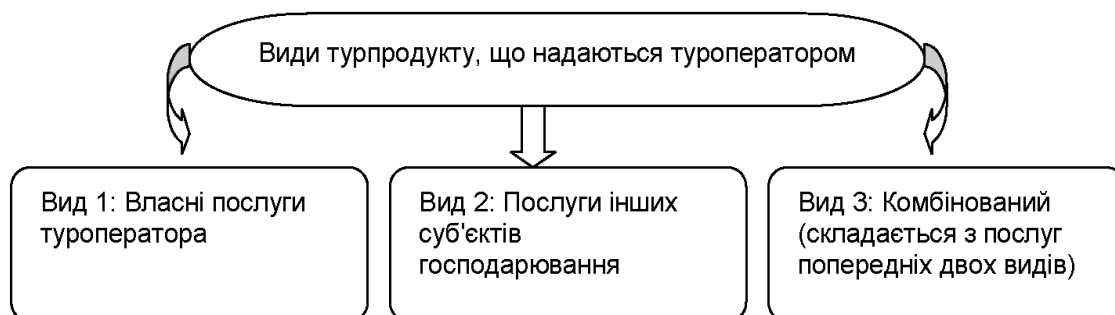 Види турпродукту, що надаються туроператором
Вид 1: Власні послуги
туроператора
Вид 2: Послуги інших
суб'єктів
господарювання
Вид 3: Комбінований
(складається з послуг
попередніх двох видів)